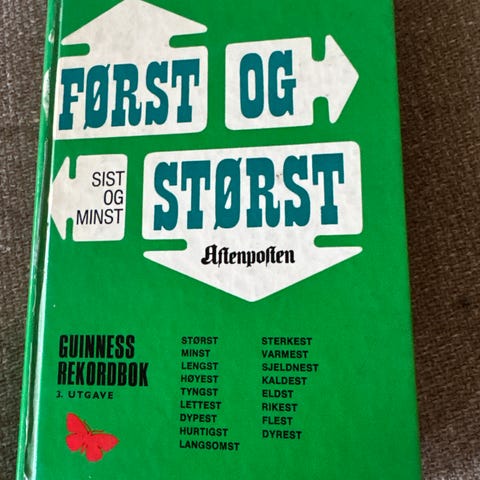 FØRST OG
SIST
OG
MINST
STØRST
Aftenposten
GUINNESS
REKORDBOK
3. UTGAVE
STØRST
MINST
LENGST
HØYEST
TYNGST
LETTEST
DYPEST
HURTIGST
LANGSOMST
STERKEST
VARMEST
SJELDNEST
KALDEST
ELDST
RIKEST
FLEST
DYREST